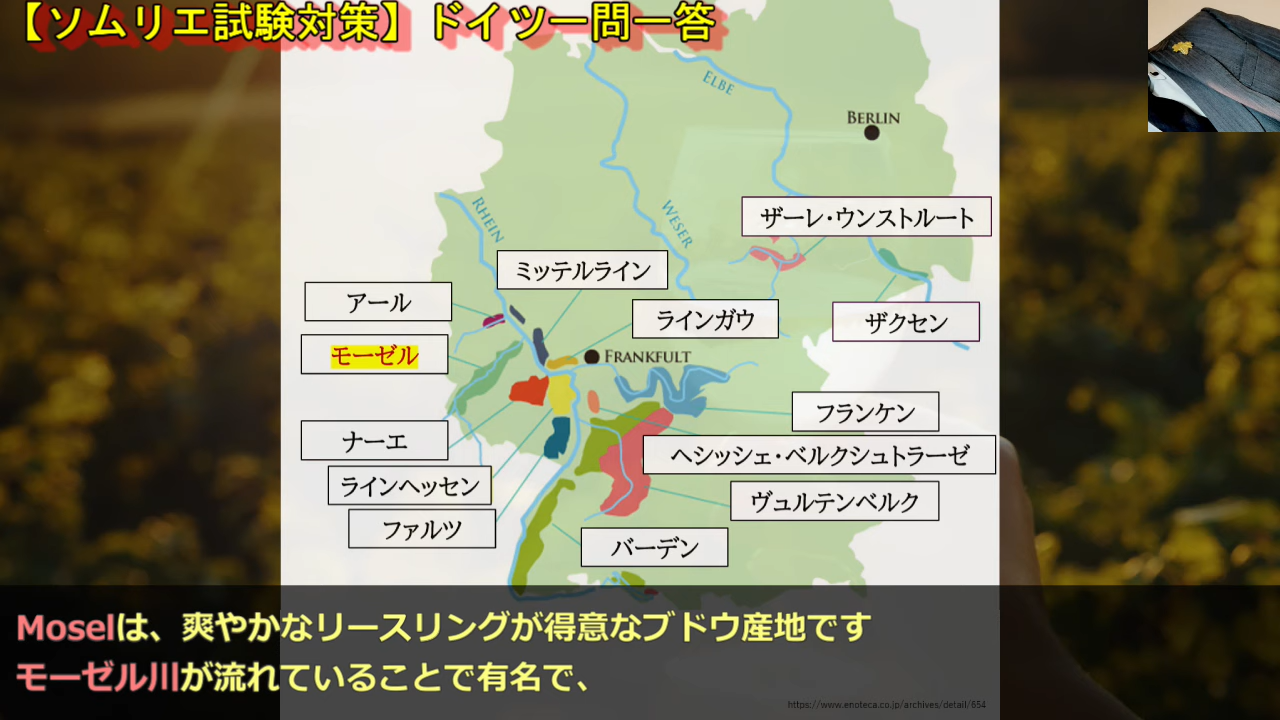 【ソムリエ試験対策】ドイツ一問一答
ELBE
BERLIN
RHEIN
WESER
ザーレ・ウンストルート
ミッテルライン
アール
ラインガウ
ザクセン
モーゼル
FRANKFULT
フランケン
ナーエ
ヘシッシェ・ベルクシュトラーゼ
ラインヘッセン
ヴュルテンベルク
ファルツ
バーデン
Moselは、爽やかなリースリングが得意なブドウ産地です
モーゼル川が流れていることで有名で、
https://www.enoteca.co.jp/archives/detail/654